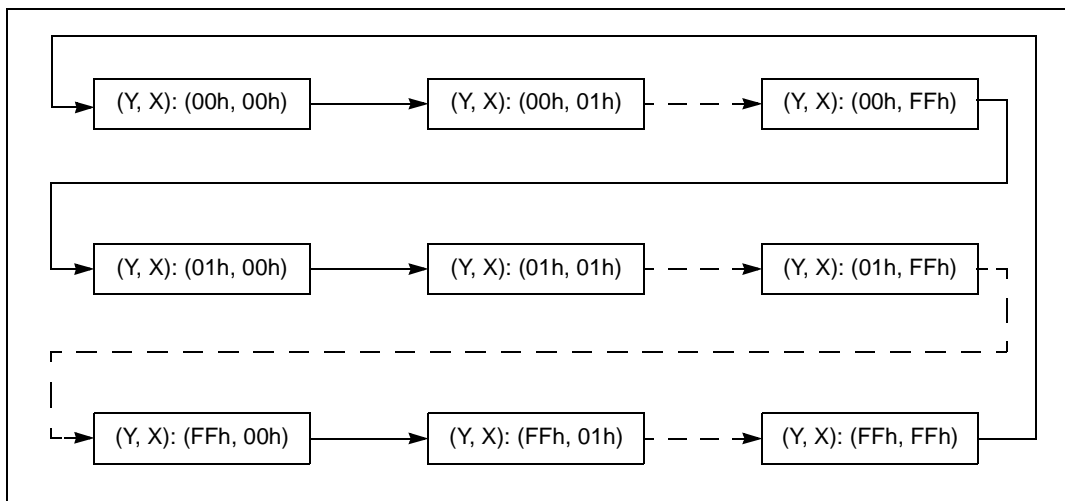 (Y, X): (00h, 00h)
(Y, X): (00h, 01h)
(Y, X): (00h, FFh)
(Y, X): (01h, 00h)
(Y, X): (01h, 01h)
(Y, X): (01h, FFh)
(Y, X): (FFh, 00h)
(Y, X): (FFh, 01h)
(Y, X): (FFh, FFh)